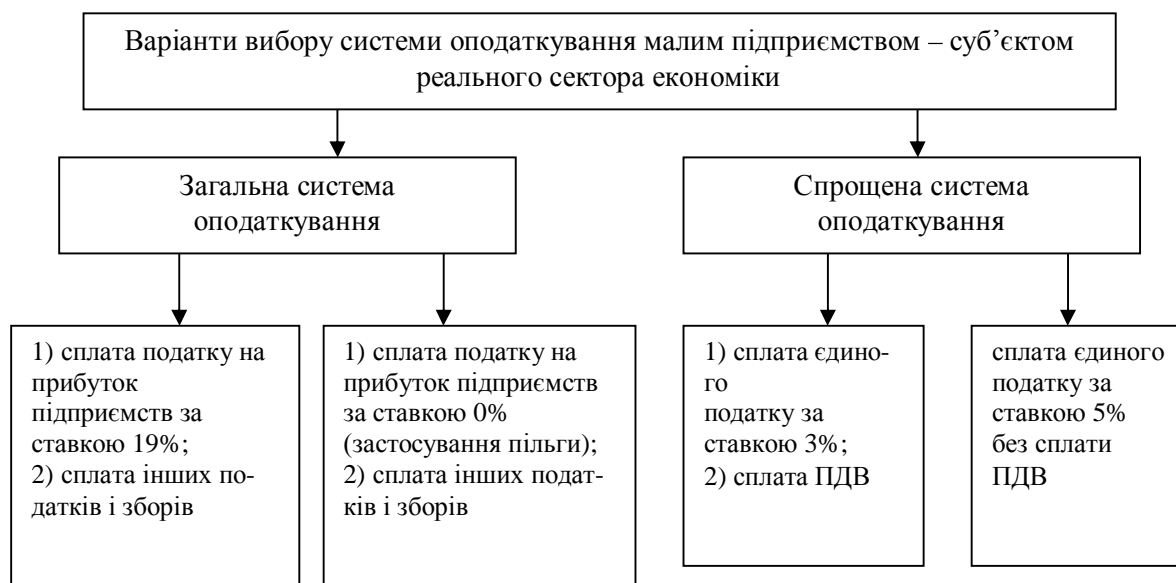 Варіанти вибору системи оподаткування малим підприємством – суб’єктом
реального сектора економіки
Загальна система
оподаткування
Спрощена система
оподаткування
1) сплата податку на
прибуток
підприємств за
ставкою 19%;
2) сплата інших по-
датків і зборів
1) сплата податку на
прибуток підприємств
за ставкою 0%
(застосування пільги);
2) сплата інших подат-
ків і зборів
1) сплата єдино-
го
податку за
ставкою 3%;
2) сплата ПДВ
сплата єдиного
податку за
ставкою 5%
без сплати
ПДВ